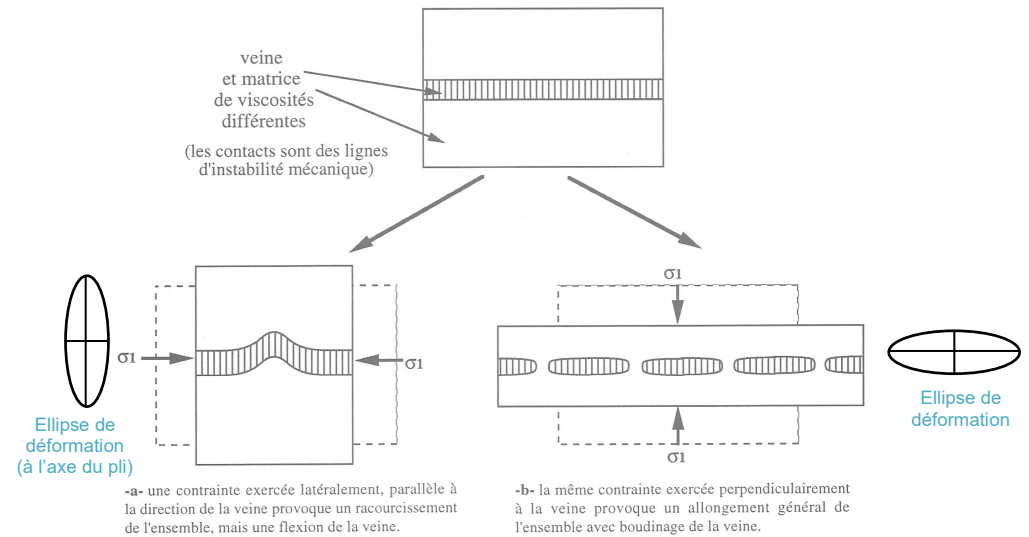 veine
et matrice
de viscosités
différentes
(les contacts sont des lignes
d'instabilité mécanique)
σ1
σ1
σ1
σ1
Ellipse de
déformation
(à l'axe du pli)
Ellipse de
déformation
-a- une contrainte exercée latéralement, parallèle à
la direction de la veine provoque un racourcissement
de l'ensemble, mais une flexion de la veine.
-b- la même contrainte exercée perpendiculairement
à la veine provoque un allongement général de
l'ensemble avec boudinage de la veine.